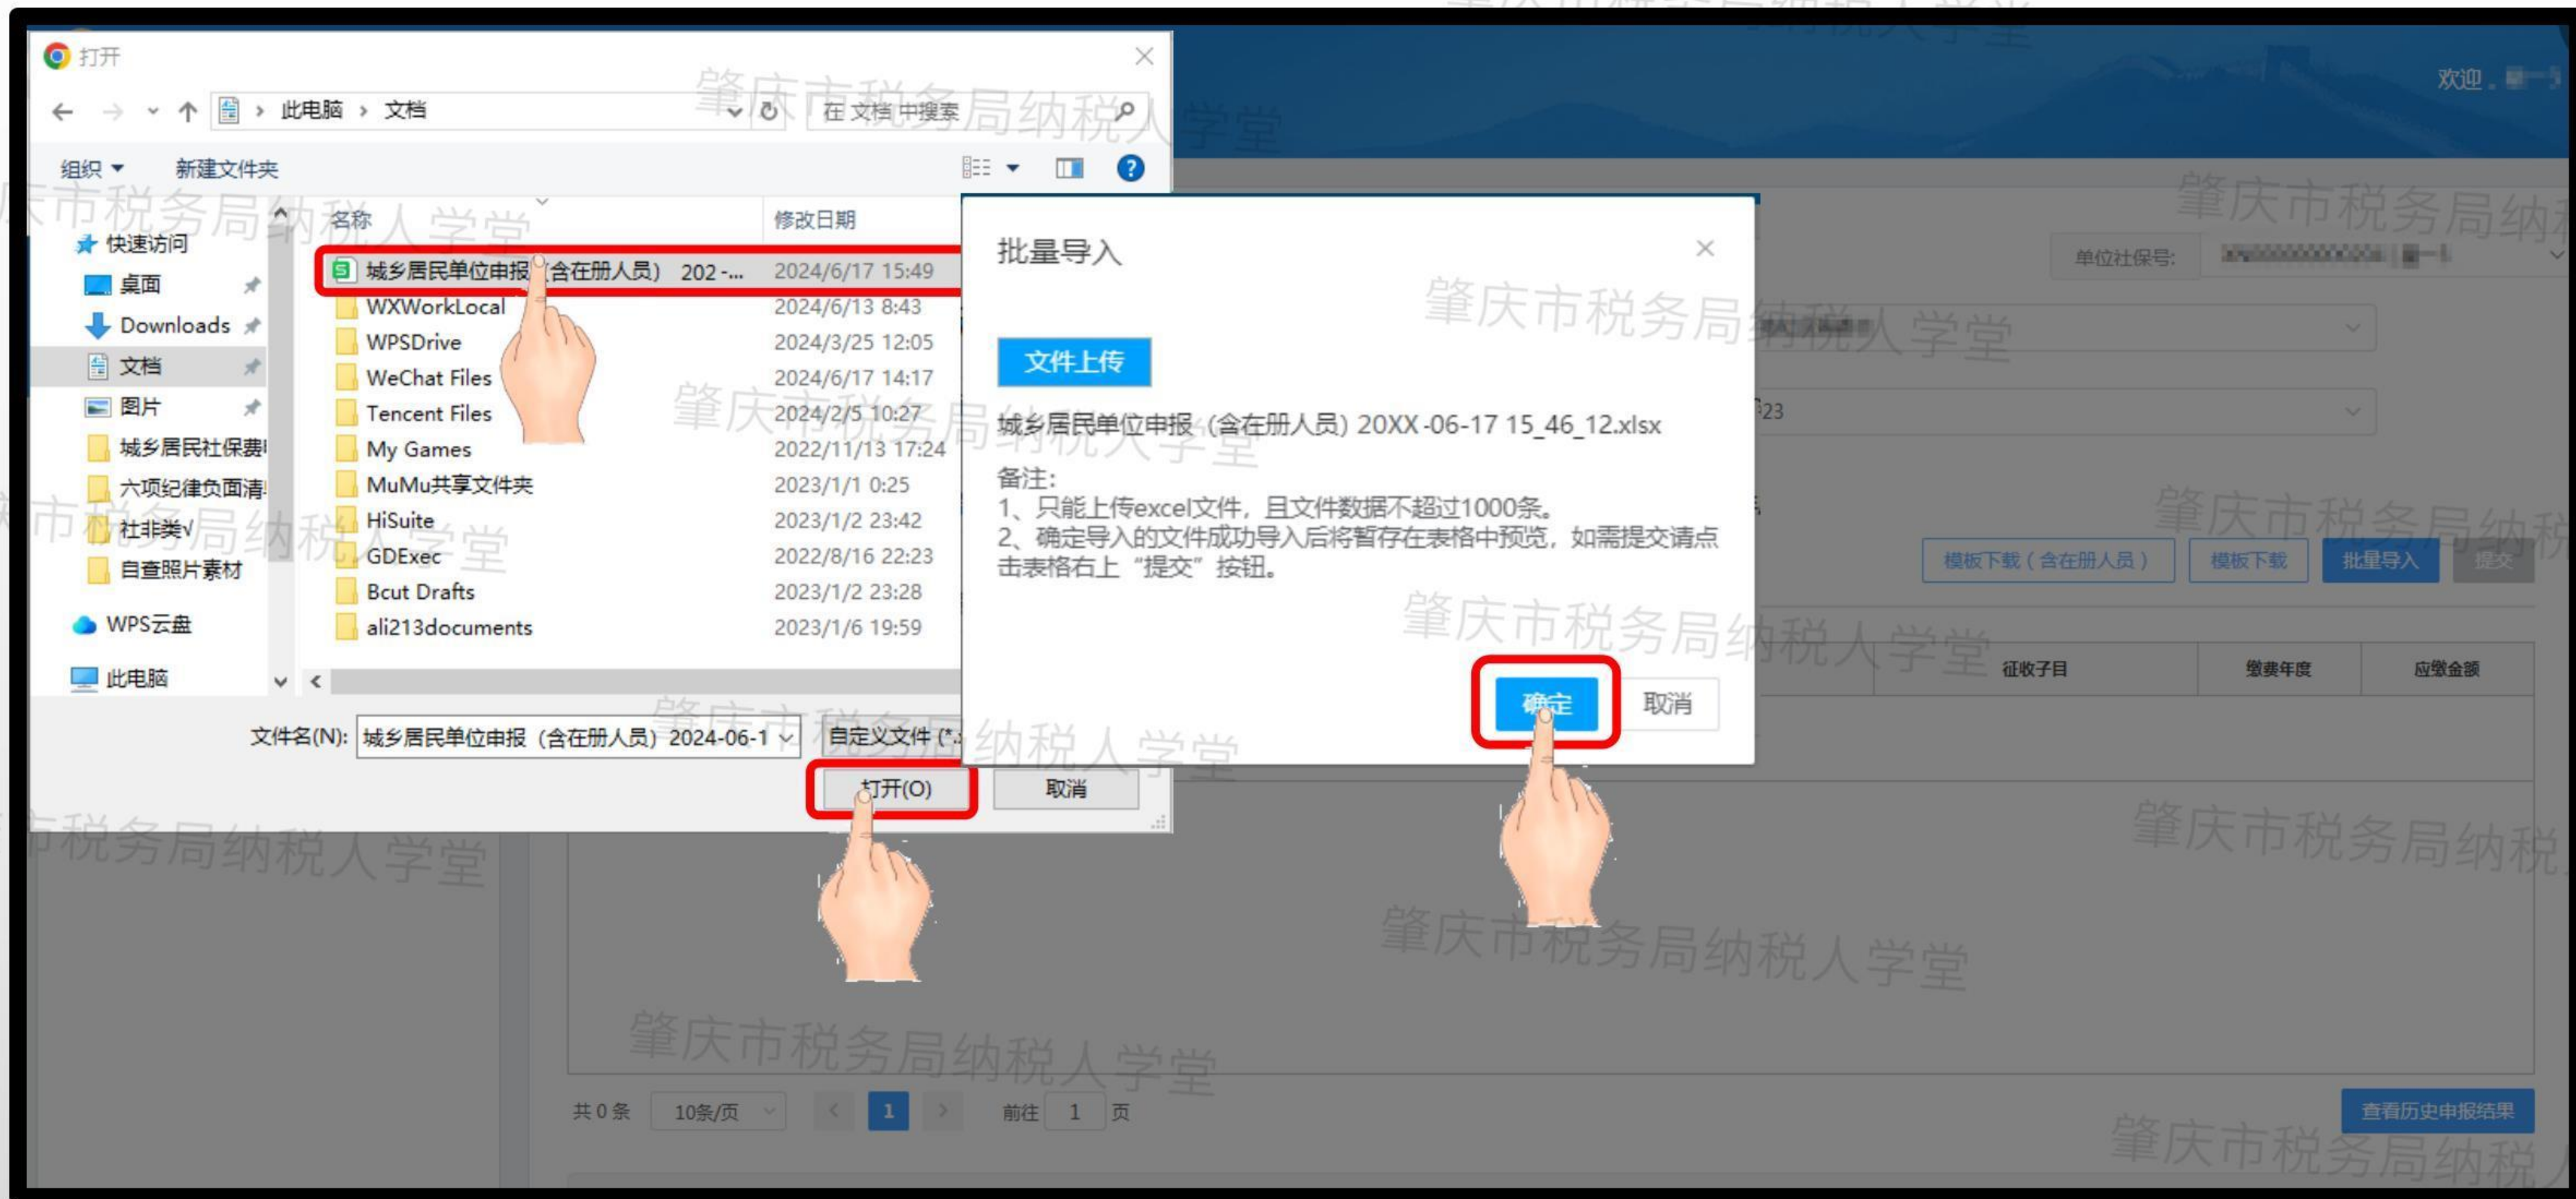 打开
此电脑 › 文档
在 文档 中搜索
组织
新建文件夹
名称
修改日期
快速访问
桌面
Downloads
文档
图片
城乡居民社保费
六项纪律负面清
社非类√
自查照片素材
WPS云盘
此电脑
城乡居民单位申报（含在册人员） 202 -... 2024/6/17 15:49
WXWorkLocal 2024/6/13 8:43
WPSDrive 2024/3/25 12:05
WeChat Files 2024/6/17 14:17
Tencent Files 2024/2/5 10:27
My Games 2022/11/13 17:24
MuMu共享文件夹 2023/1/1 0:25
HiSuite 2023/1/2 23:42
GDExec 2022/8/16 22:23
Bcut Drafts 2023/1/2 23:28
ali213documents 2023/1/6 19:59
文件名(N): 城乡居民单位申报（含在册人员）2024-06-1
自定义文件 (*.
打开(O)
取消
批量导入
文件上传
城乡居民单位申报（含在册人员）20XX -06-17 15_46_12.xlsx
备注：
1、只能上传excel文件，且文件数据不超过1000条。
2、确定导入的文件成功导入后将暂存在表格中预览，如需提交请点
击表格右上“提交”按钮。
确定
取消
欢迎
单位社保号:
23
模板下载（含在册人员）
模板下载
批量导入
提交
征收子目
缴费年度
应缴金额
共 0 条
10条/页
1
前往 1 页
查看历史申报结果
肇庆市税务局纳税人学堂